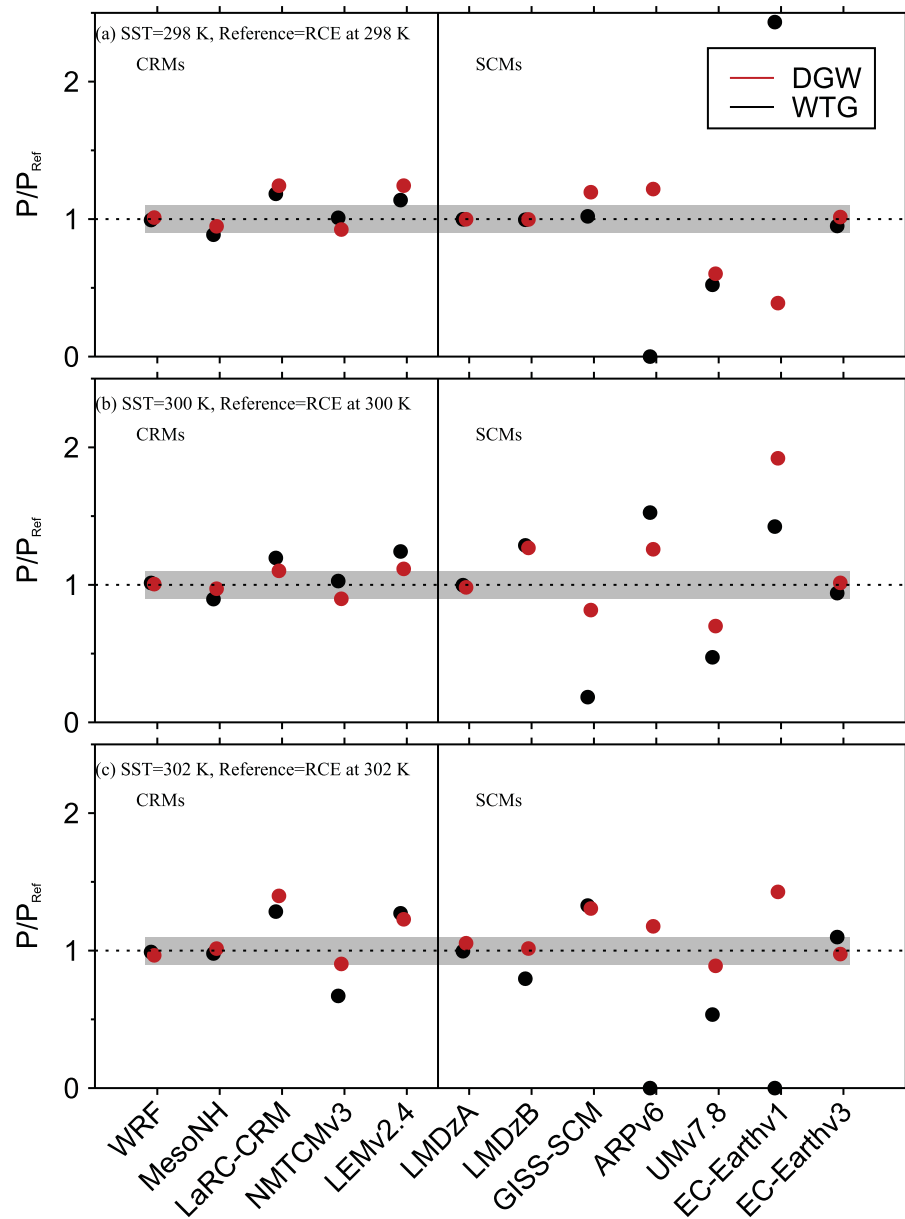 (a) SST=298 K, Reference=RCE at 298 K
CRMs
SCMs
DGW
WTG
2
1
0
P/P_Ref
(b) SST=300 K, Reference=RCE at 300 K
CRMs
SCMs
2
1
0
P/P_Ref
(c) SST=302 K, Reference=RCE at 302 K
CRMs
SCMs
2
1
0
P/P_Ref
WRF
MesoNH
LaRC-CRM
NMTCMv3
LEMv2.4
LMDzA
LMDzB
GISS-SCM
ARPv6
UMv7.8
EC-Earthv1
EC-Earthv3